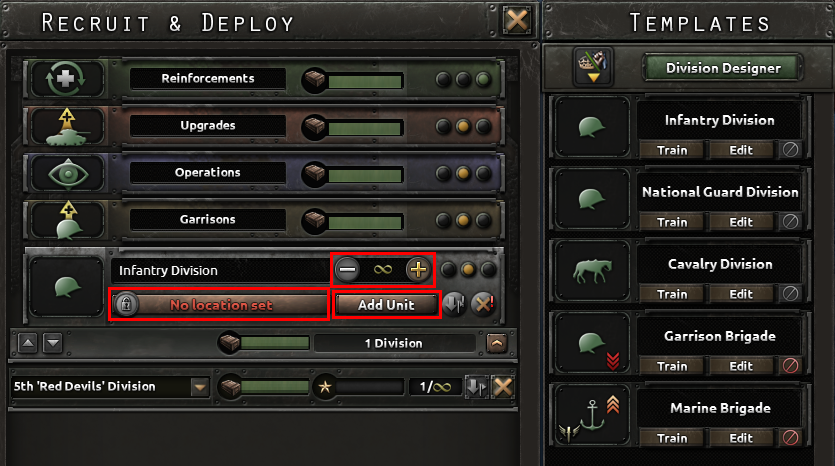 RECRUIT & DEPLOY
Reinforcements
Upgrades
Operations
Garrisons
Infantry Division
∞
No location set
Add Unit
1 Division
5th 'Red Devils' Division
1/∞
TEMPLATES
Division Designer
Infantry Division
Train Edit
National Guard Division
Train Edit
Cavalry Division
Train Edit
Garrison Brigade
Train Edit
Marine Brigade
Train Edit